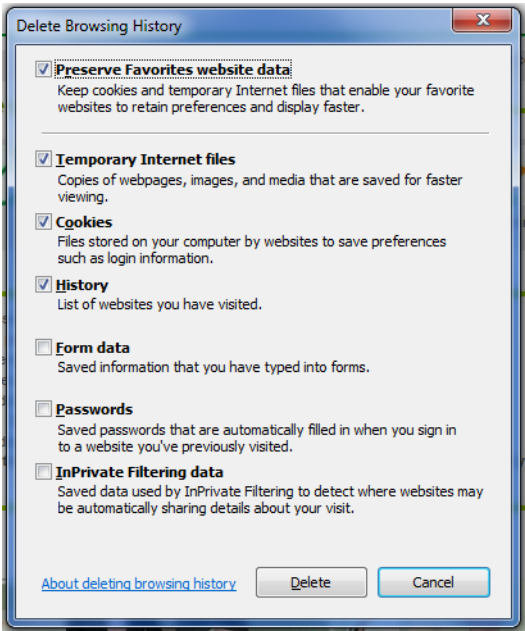 Delete Browsing History
Preserve Favorites website data
Keep cookies and temporary Internet files that enable your favorite
websites to retain preferences and display faster.
Temporary Internet files
Copies of webpages, images, and media that are saved for faster
viewing.
Cookies
Files stored on your computer by websites to save preferences
such as login information.
History
List of websites you have visited.
Form data
Saved information that you have typed into forms.
Passwords
Saved passwords that are automatically filled in when you sign in
to a website you've previously visited.
InPrivate Filtering data
Saved data used by InPrivate Filtering to detect where websites may
be automatically sharing details about your visit.
About deleting browsing history
Delete
Cancel